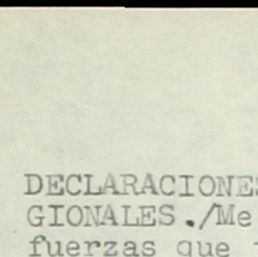 DECLARACIONES
GIONALES./Me
fuerzas que